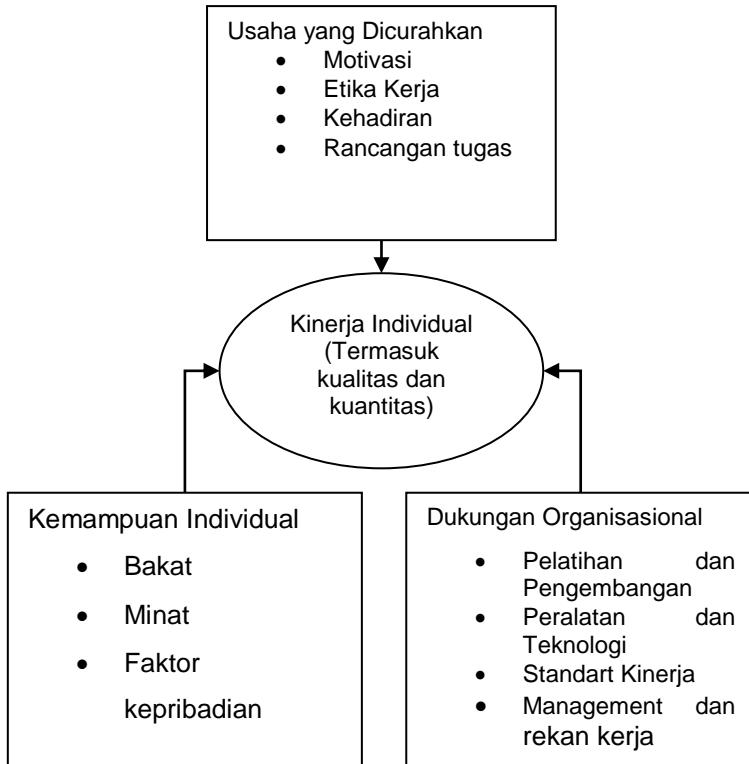 Usaha yang Dicurahkan
• Motivasi
• Etika Kerja
• Kehadiran
• Rancangan tugas
Kinerja Individual
(Termasuk
kualitas dan
kuantitas)
Kemampuan Individual
• Bakat
• Minat
• Faktor
kepribadian
Dukungan Organisasional
• Pelatihan dan
Pengembangan
• Peralatan dan
Teknologi
• Standart Kinerja
• Management dan
rekan kerja